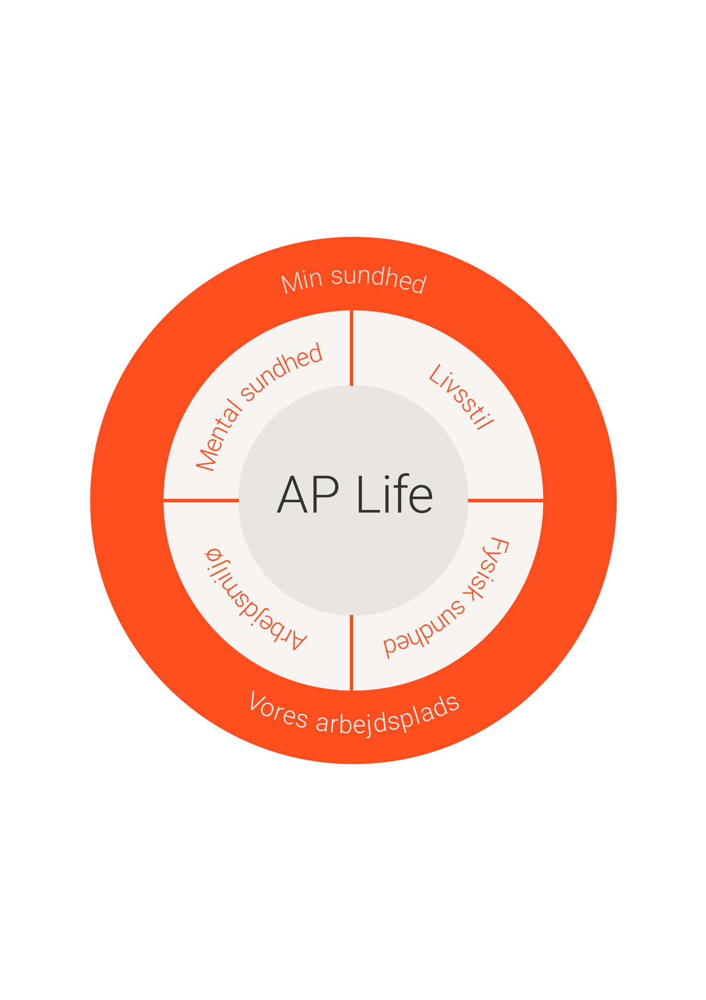 Min sundhed
Mental sundhed
Livsstil
AP Life
Arbejdsmiljø
Fysisk sundhed
Vores arbejdsplads